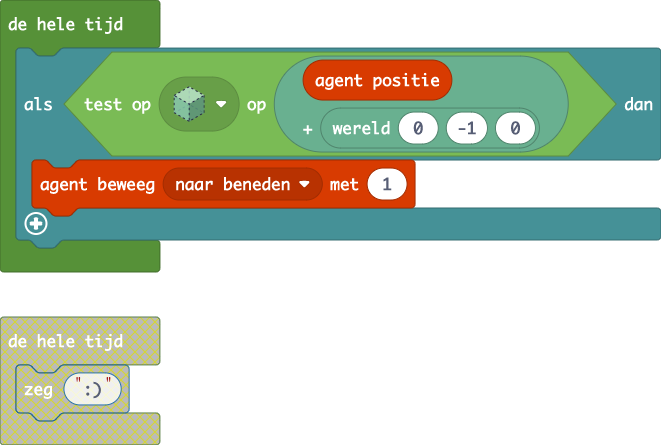 de hele tijd
als test op op agent positie + wereld 0 -1 0 dan
agent beweeg naar beneden met 1
de hele tijd
zeg ":)"